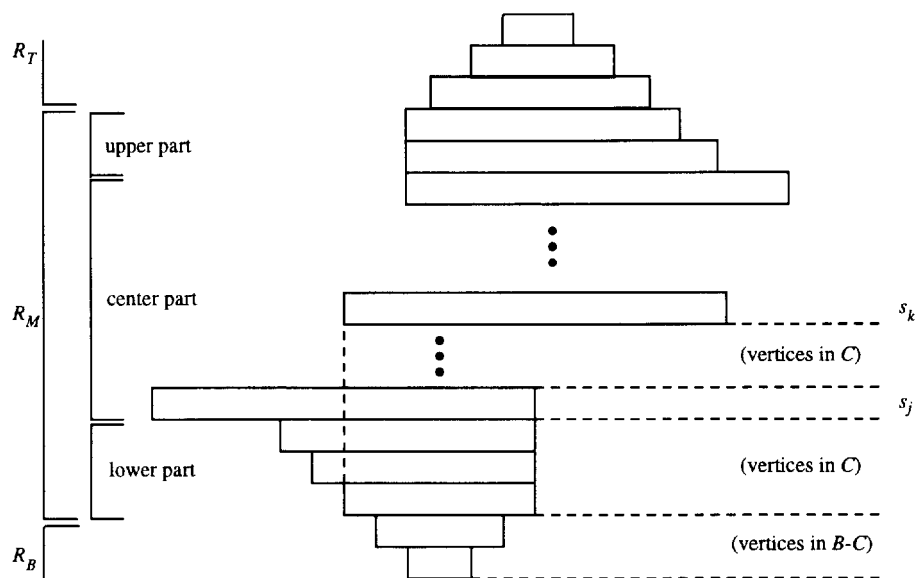 R_T
upper part
center part
R_M
s_k
(vertices in C)
s_j
lower part
(vertices in C)
R_B
(vertices in B-C)